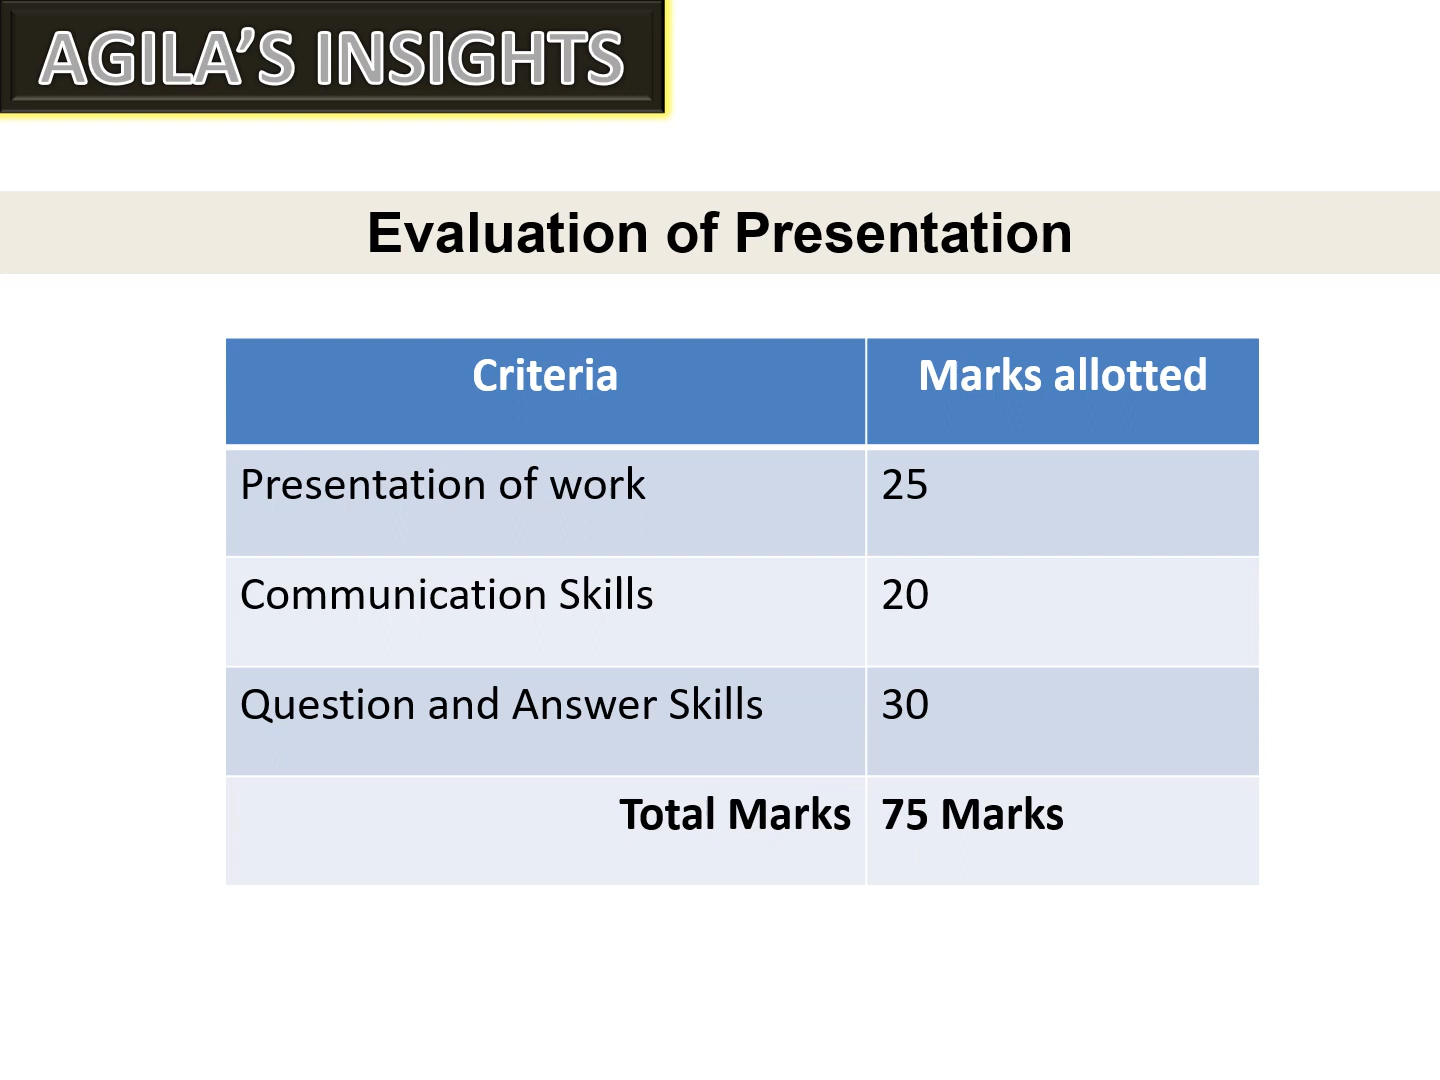 AGILA’S INSIGHTS
Evaluation of Presentation
Criteria Marks allotted
Presentation of work 25
Communication Skills 20
Question and Answer Skills 30
Total Marks 75 Marks